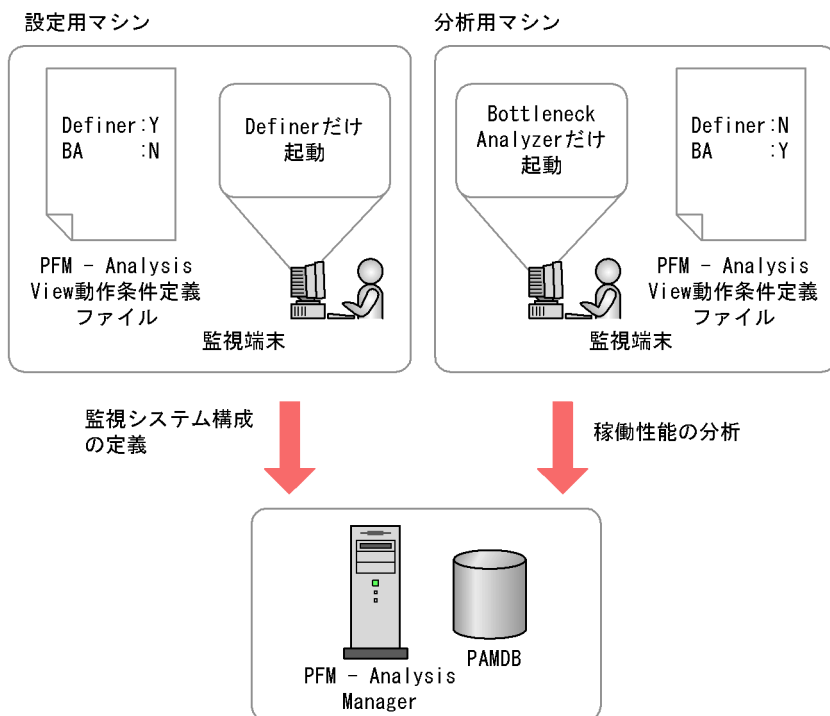 設定用マシン
Definer:Y
BA     :N
Definerだけ
起動
PFM - Analysis
View動作条件定義
ファイル
監視端末
分析用マシン
Bottleneck
Analyzerだけ
起動
Definer:N
BA     :Y
PFM - Analysis
View動作条件定義
ファイル
監視端末
監視システム構成
の定義
稼働性能の分析
PFM - Analysis
Manager
PAMDB